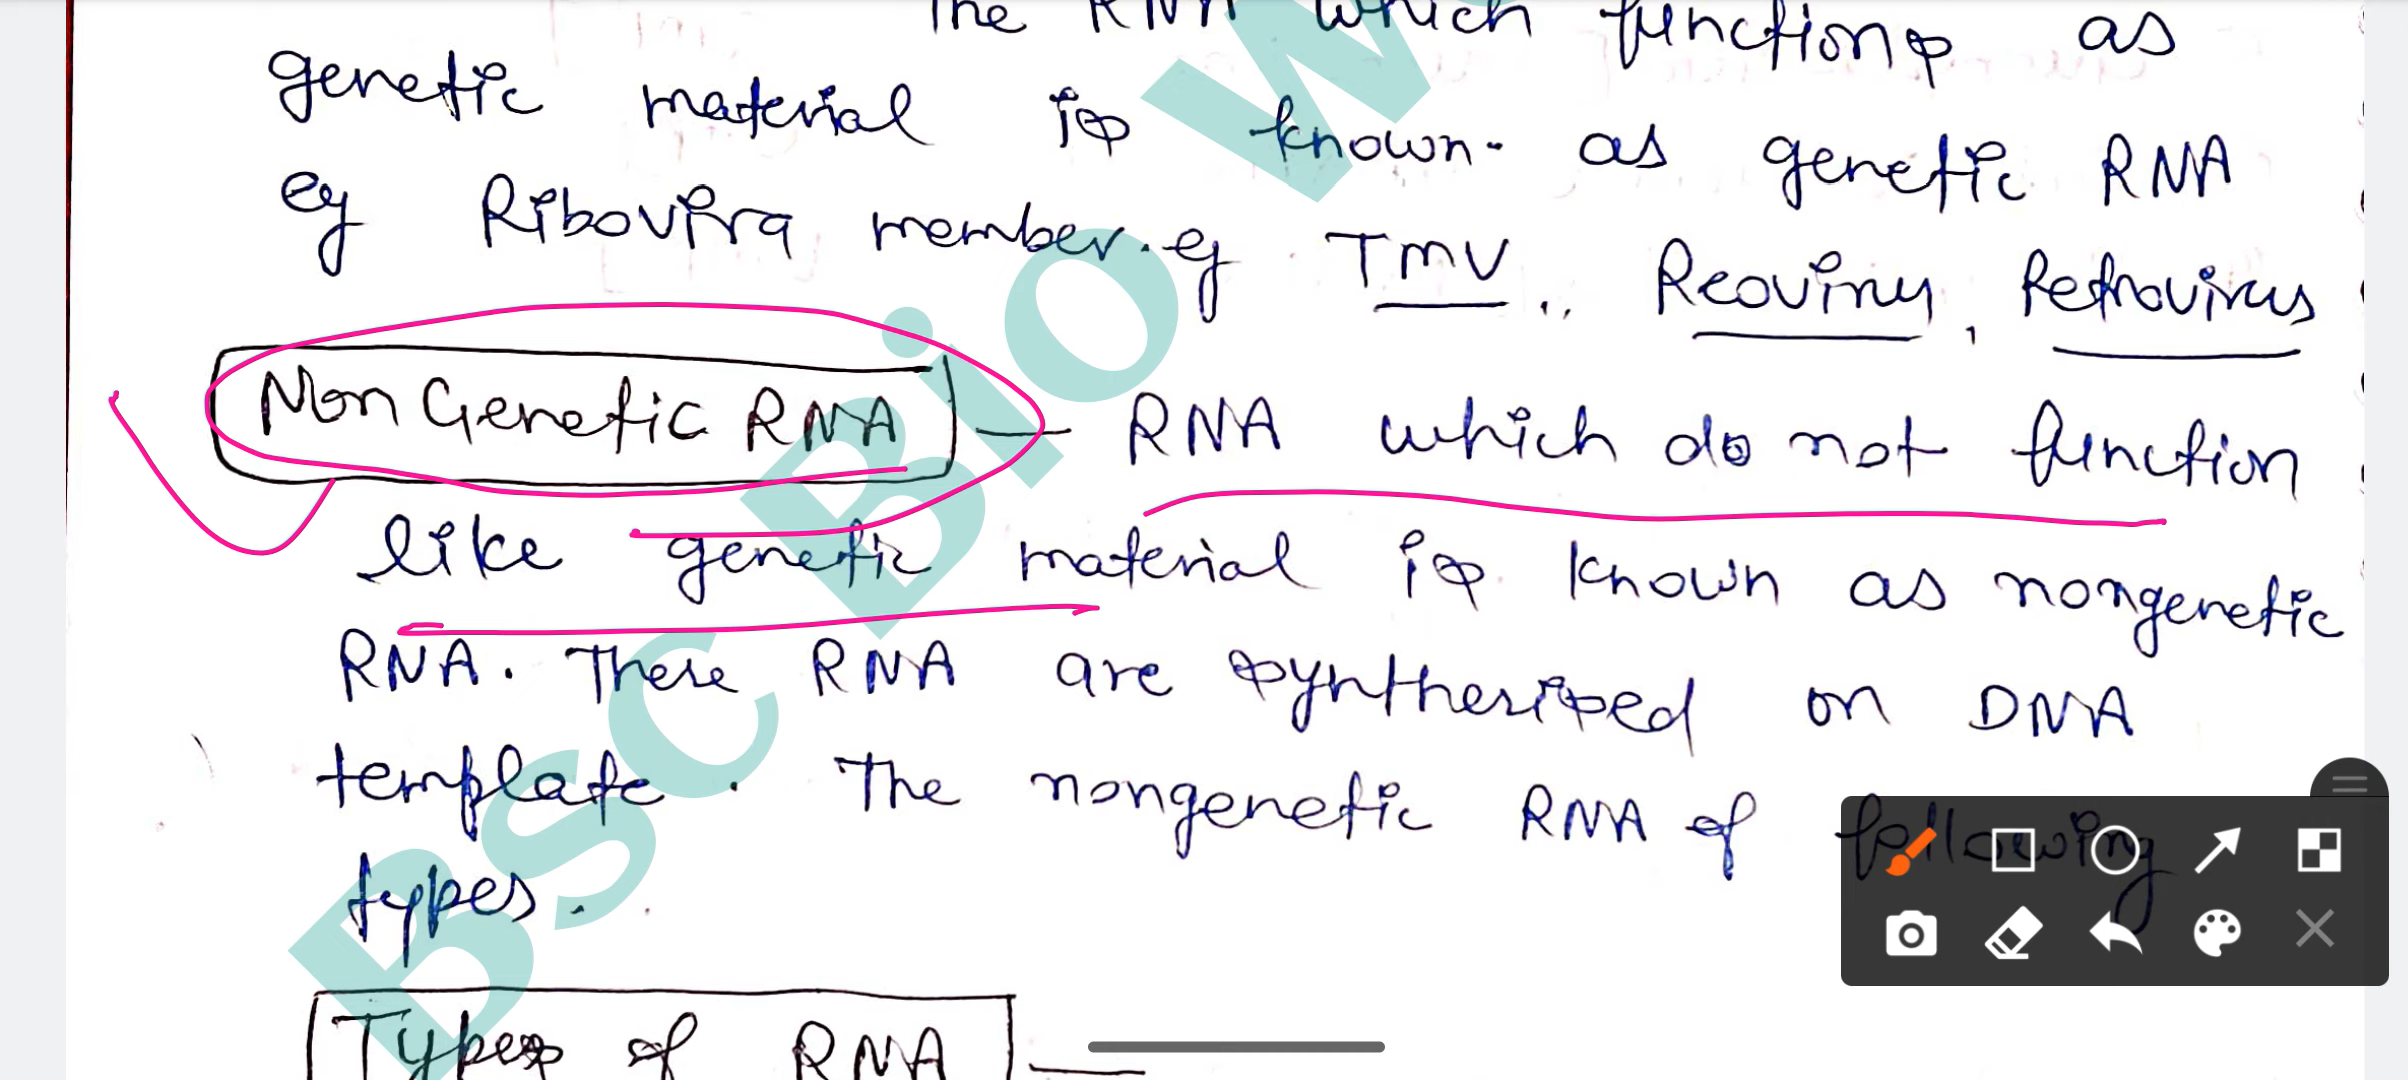 The RNA which functions as
genetic material is known as genetic RNA
eg Ribovira member. eg TMV., Reovirus, Retrovirus
Non Genetic RNA — RNA which do not function
like genetic material is known as nongenetic
RNA. These RNA are synthesised on DNA
template. The nongenetic RNA of following
types.
Types of RNA —
Bsc Bio W